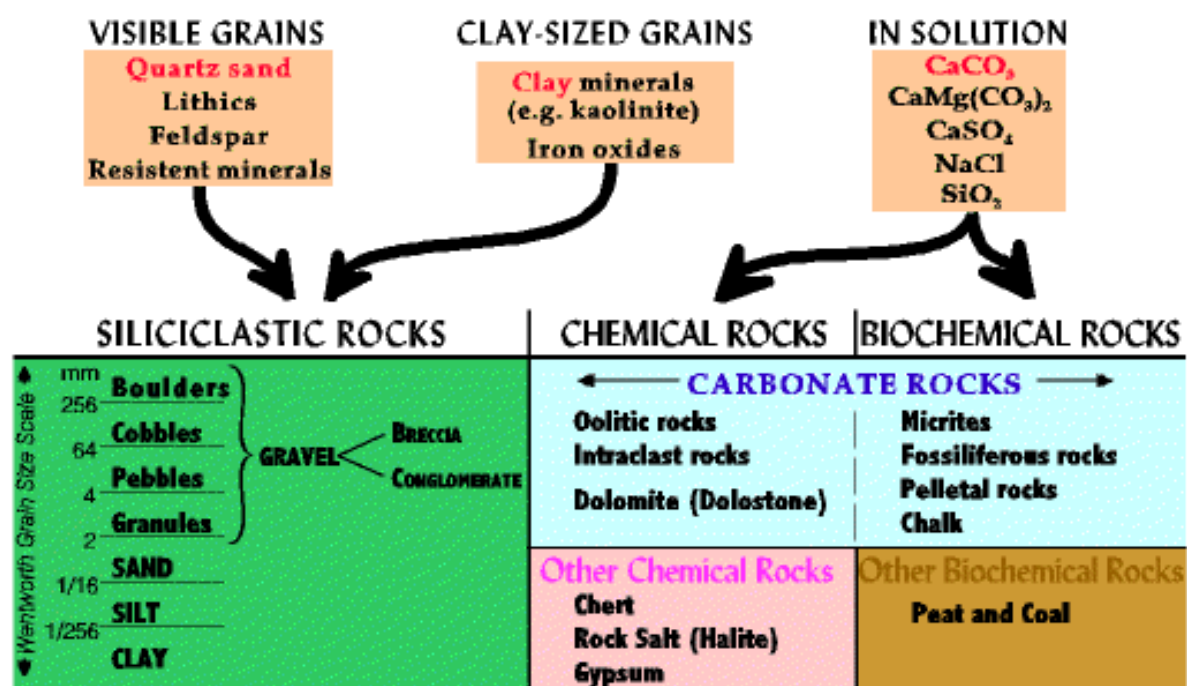 VISIBLE GRAINS
Quartz sand
Lithics
Feldspar
Resistent minerals
CLAY-SIZED GRAINS
Clay minerals
(e.g. kaolinite)
Iron oxides
IN SOLUTION
CaCO₃
CaMg(CO₃)₂
CaSO₄
NaCl
SiO₂
SILICICLASTIC ROCKS
Wentworth Grain Size Scale
mm
Boulders
256
Cobbles
64
Pebbles
4
Granules
2
SAND
1/16
SILT
1/256
CLAY
GRAVEL
BRECCIA
CONGLOMERATE
CHEMICAL ROCKS
BIOCHEMICAL ROCKS
CARBONATE ROCKS
Oolitic rocks
Intraclast rocks
Dolomite (Dolostone)
Micrites
Fossiliferous rocks
Pelletal rocks
Chalk
Other Chemical Rocks
Chert
Rock Salt (Halite)
Gypsum
Other Biochemical Rocks
Peat and Coal